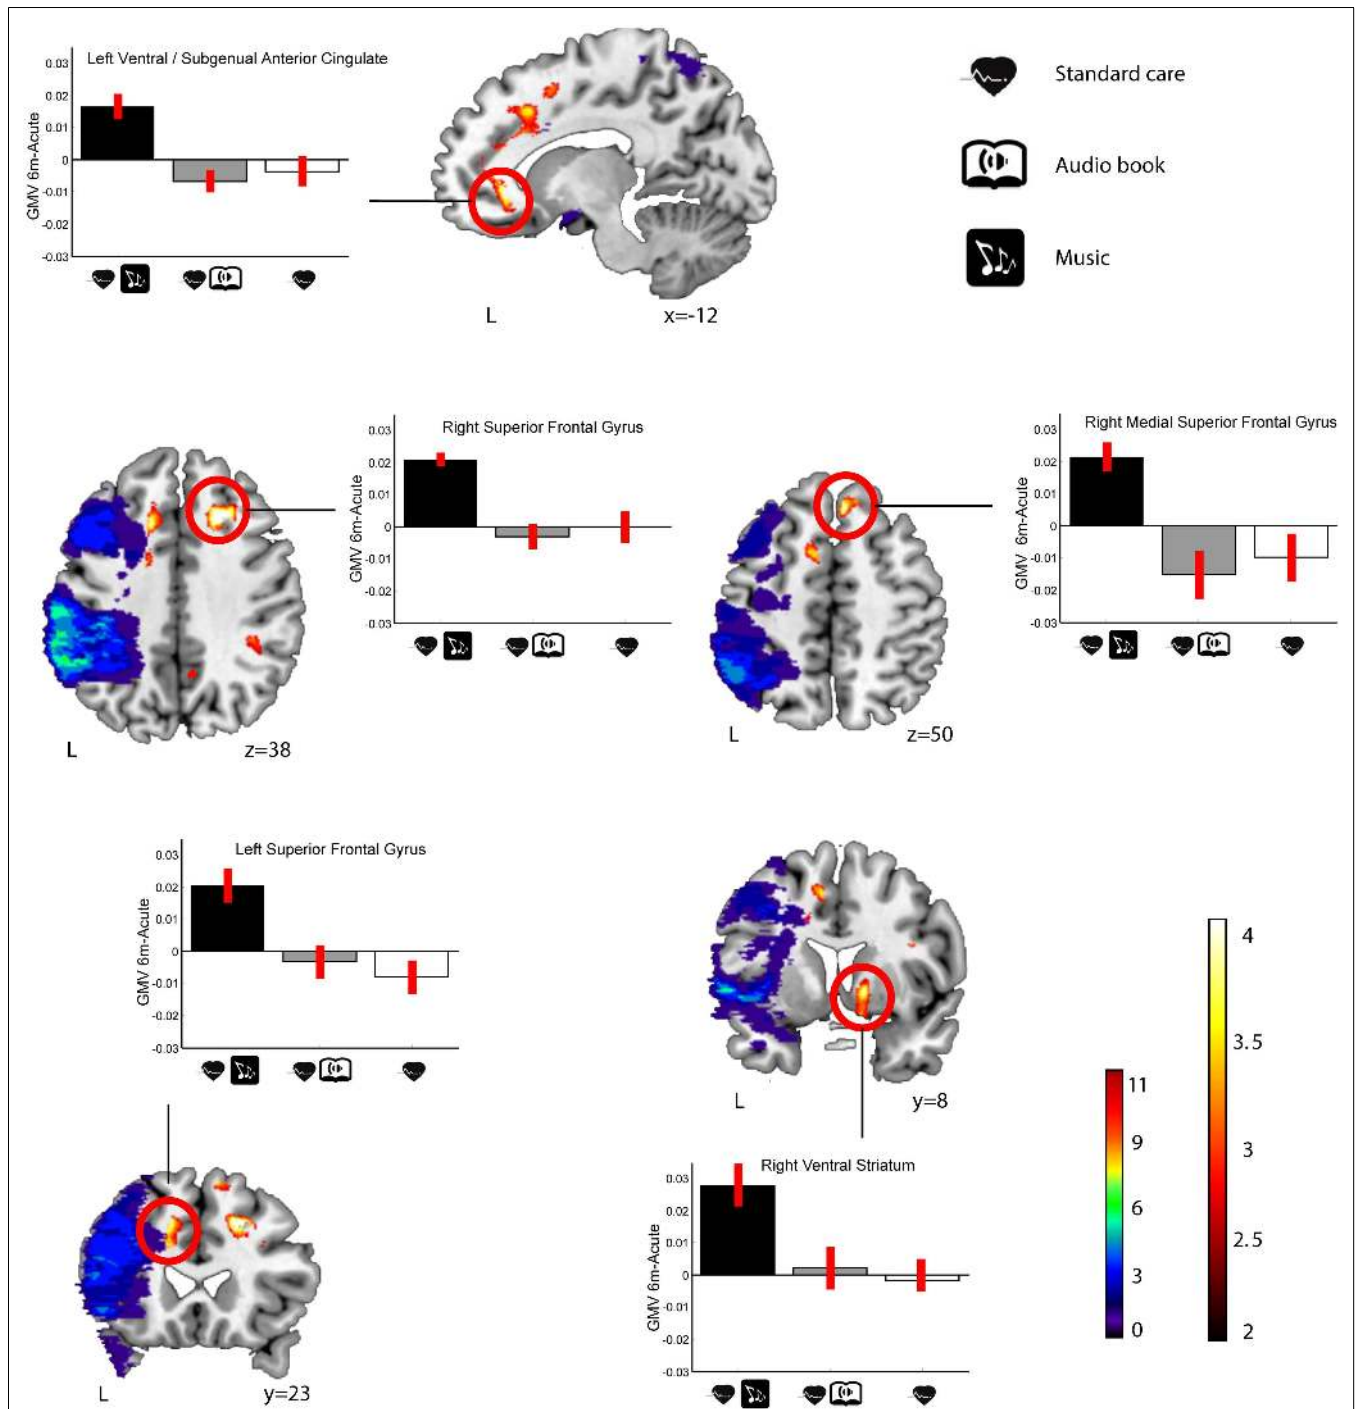 Left Ventral / Subgenual Anterior Cingulate
0.03
0.02
0.01
0
-0.01
-0.02
-0.03
GMV 6m-Acute
L
x=-12
Standard care
Audio book
Music
Right Superior Frontal Gyrus
0.03
0.02
0.01
0
-0.01
-0.02
-0.03
GMV 6m-Acute
L
z=38
Right Medial Superior Frontal Gyrus
0.03
0.02
0.01
0
-0.01
-0.02
-0.03
GMV 6m-Acute
L
z=50
Left Superior Frontal Gyrus
0.03
0.02
0.01
0
-0.01
-0.02
-0.03
GMV 6m-Acute
L
y=23
L
y=8
Right Ventral Striatum
0.03
0.02
0.01
0
-0.01
-0.02
-0.03
GMV 6m-Acute
11
9
6
3
0
4
3.5
3
2.5
2